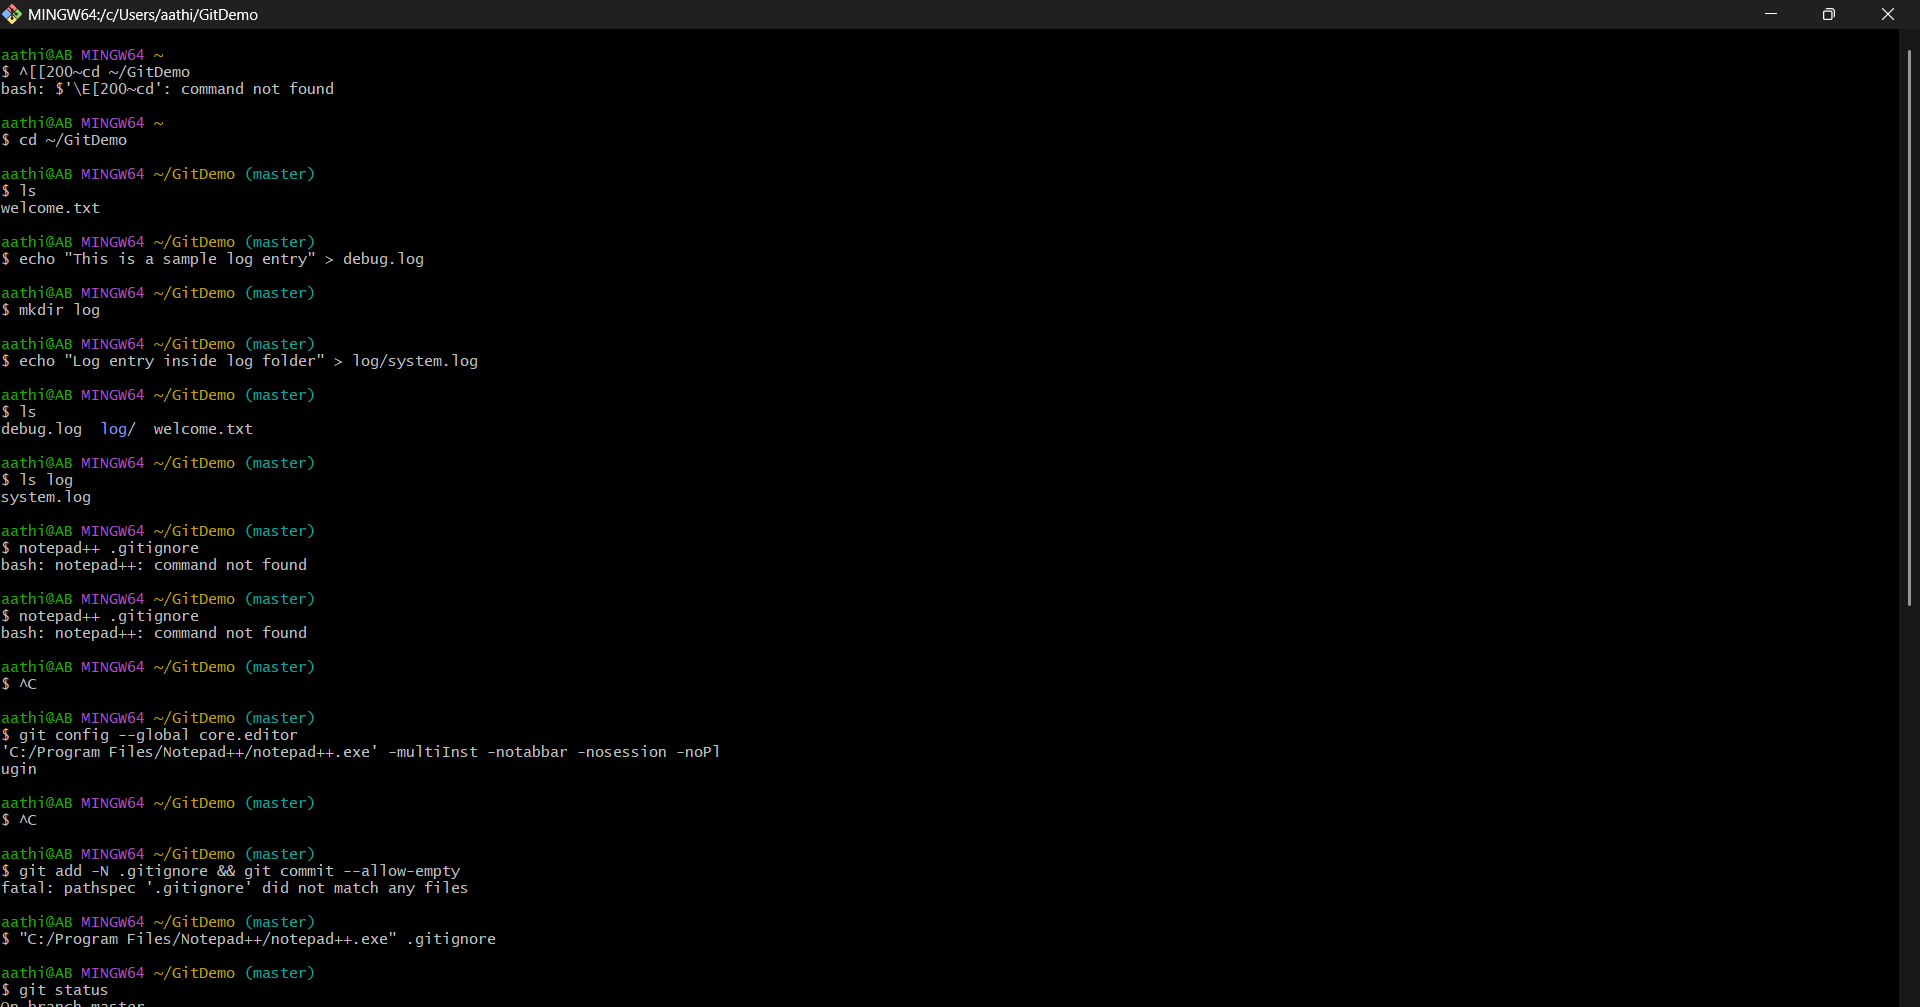 MINGW64:/c/Users/aathi/GitDemo
aathi@AB MINGW64 ~
$ ^[[200~cd ~/GitDemo
bash: $'\E[200~cd': command not found
aathi@AB MINGW64 ~
$ cd ~/GitDemo
aathi@AB MINGW64 ~/GitDemo (master)
$ ls
welcome.txt
aathi@AB MINGW64 ~/GitDemo (master)
$ echo "This is a sample log entry" > debug.log
aathi@AB MINGW64 ~/GitDemo (master)
$ mkdir log
aathi@AB MINGW64 ~/GitDemo (master)
$ echo "Log entry inside log folder" > log/system.log
aathi@AB MINGW64 ~/GitDemo (master)
$ ls
debug.log  log/  welcome.txt
aathi@AB MINGW64 ~/GitDemo (master)
$ ls log
system.log
aathi@AB MINGW64 ~/GitDemo (master)
$ notepad++ .gitignore
bash: notepad++: command not found
aathi@AB MINGW64 ~/GitDemo (master)
$ notepad++ .gitignore
bash: notepad++: command not found
aathi@AB MINGW64 ~/GitDemo (master)
$ ^C
aathi@AB MINGW64 ~/GitDemo (master)
$ git config --global core.editor
'C:/Program Files/Notepad++/notepad++.exe' -multiInst -notabbar -nosession -noPl
ugin
aathi@AB MINGW64 ~/GitDemo (master)
$ ^C
aathi@AB MINGW64 ~/GitDemo (master)
$ git add -N .gitignore && git commit --allow-empty
fatal: pathspec '.gitignore' did not match any files
aathi@AB MINGW64 ~/GitDemo (master)
$ "C:/Program Files/Notepad++/notepad++.exe" .gitignore
aathi@AB MINGW64 ~/GitDemo (master)
$ git status
On branch master